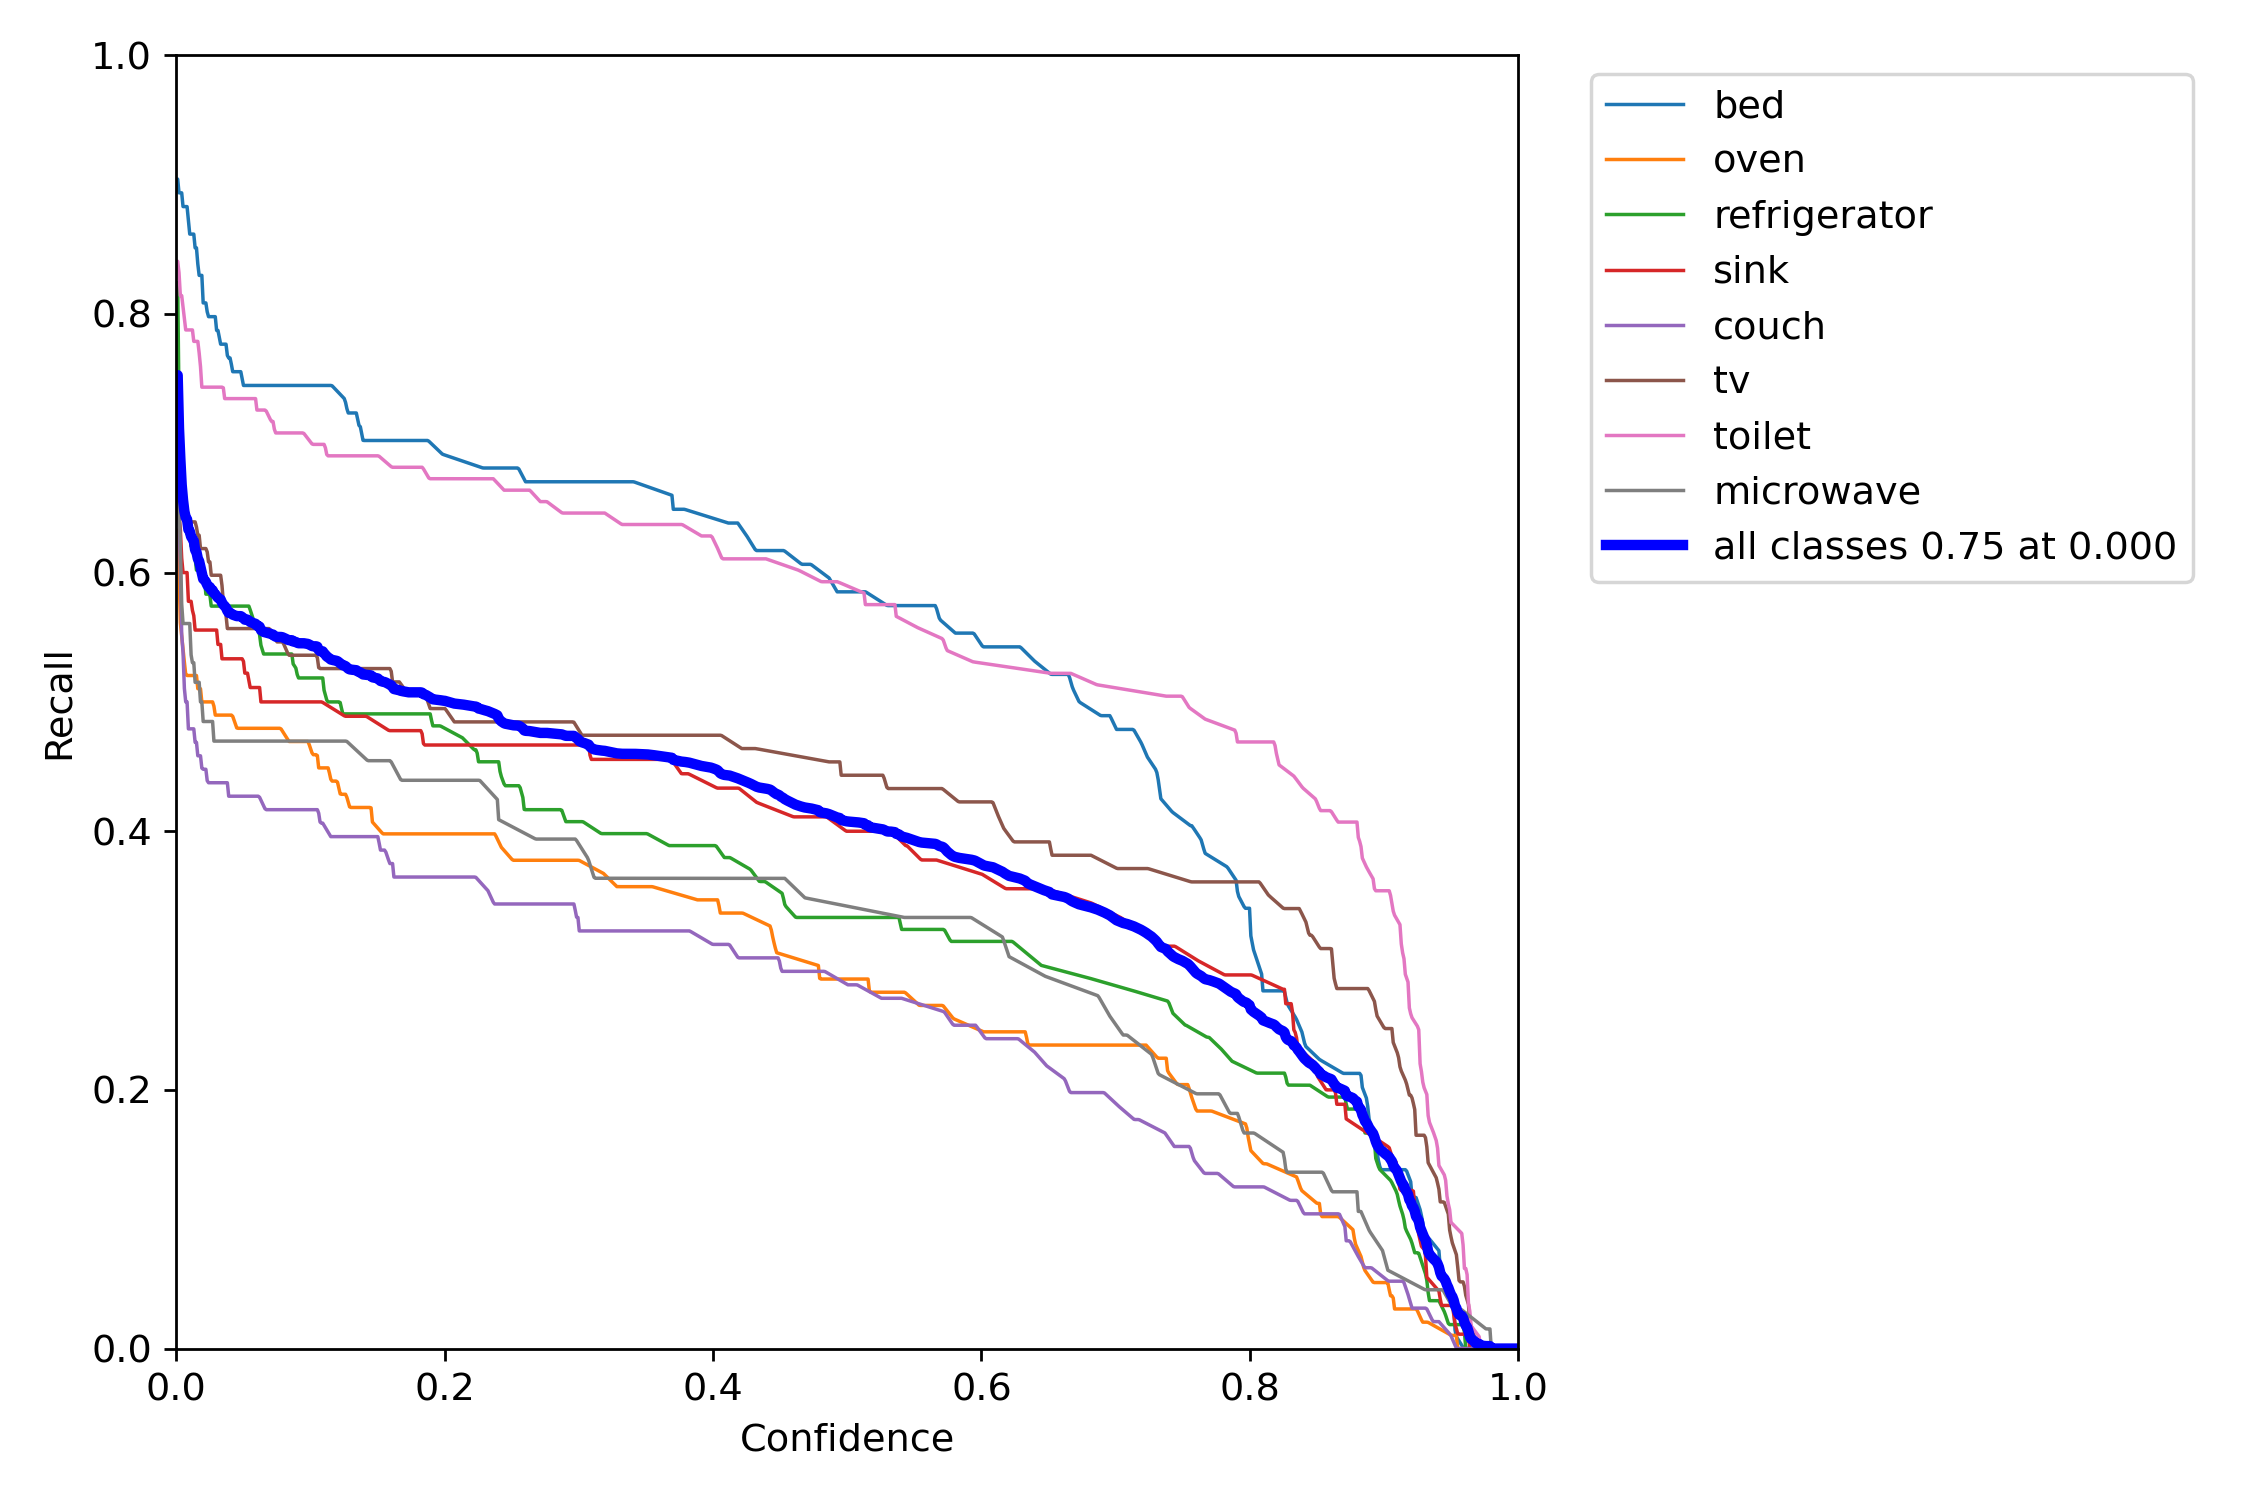 1.0
0.8
0.6
0.4
0.2
0.0
0.0 0.2 0.4 0.6 0.8 1.0
Recall
Confidence
bed
oven
refrigerator
sink
couch
tv
toilet
microwave
all classes 0.75 at 0.000